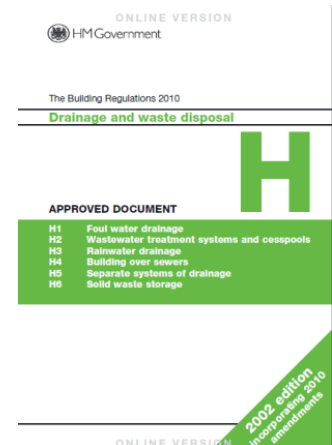 ONLINE VERSION
HM Government
The Building Regulations 2010
Drainage and waste disposal
H
APPROVED DOCUMENT
H1 Foul water drainage
H2 Wastewater treatment systems and cesspools
H3 Rainwater drainage
H4 Building over sewers
H5 Separate systems of drainage
H6 Solid waste storage
2002 edition
incorporating 2010
amendments
ONLINE VERSION